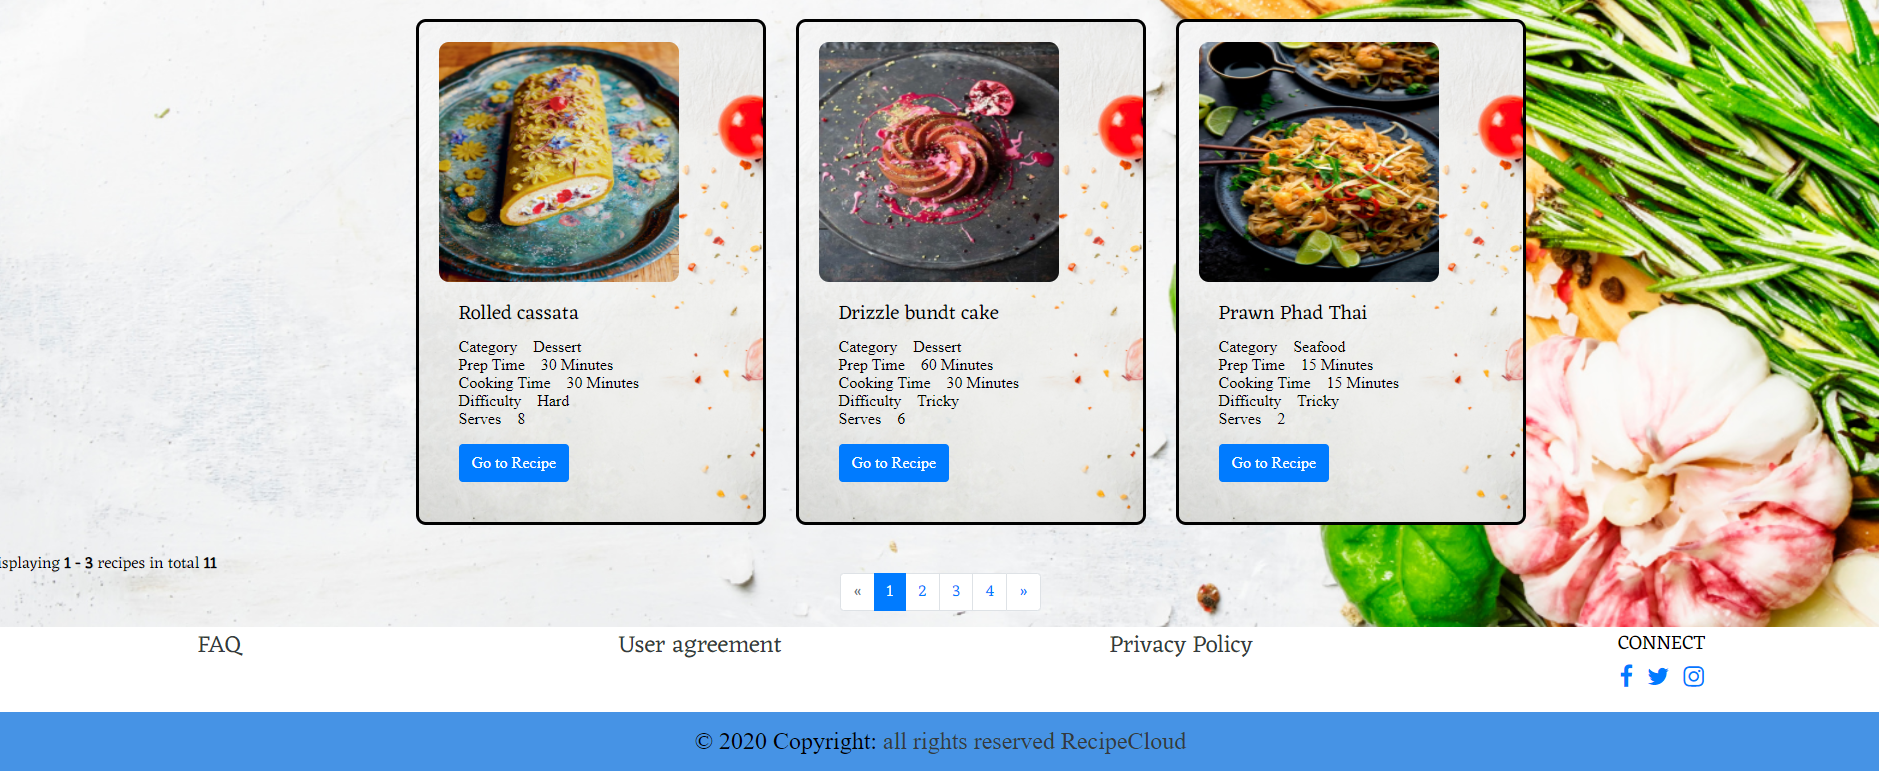 Rolled cassata
Category Dessert
Prep Time 30 Minutes
Cooking Time 30 Minutes
Difficulty Hard
Serves 8
Go to Recipe
Drizzle bundt cake
Category Dessert
Prep Time 60 Minutes
Cooking Time 30 Minutes
Difficulty Tricky
Serves 6
Go to Recipe
Prawn Phad Thai
Category Seafood
Prep Time 15 Minutes
Cooking Time 15 Minutes
Difficulty Tricky
Serves 2
Go to Recipe
isplaying 1 - 3 recipes in total 11
« 1 2 3 4 »
FAQ
User agreement
Privacy Policy
CONNECT
© 2020 Copyright: all rights reserved RecipeCloud